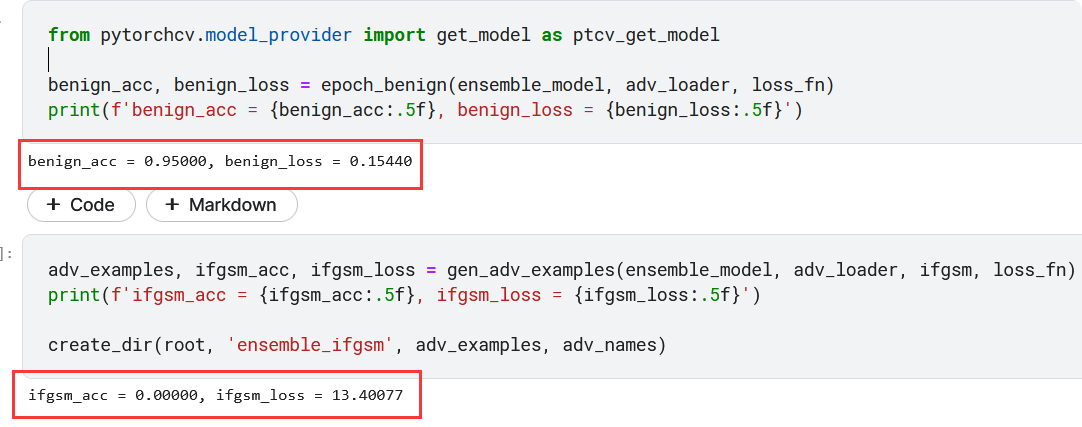 from pytorchcv.model_provider import get_model as ptcv_get_model
benign_acc, benign_loss = epoch_benign(ensemble_model, adv_loader, loss_fn)
print(f'benign_acc = {benign_acc:.5f}, benign_loss = {benign_loss:.5f}')
benign_acc = 0.95000, benign_loss = 0.15440
+ Code + Markdown
]:
adv_examples, ifgsm_acc, ifgsm_loss = gen_adv_examples(ensemble_model, adv_loader, ifgsm, loss_fn)
print(f'ifgsm_acc = {ifgsm_acc:.5f}, ifgsm_loss = {ifgsm_loss:.5f}')
create_dir(root, 'ensemble_ifgsm', adv_examples, adv_names)
ifgsm_acc = 0.00000, ifgsm_loss = 13.40077